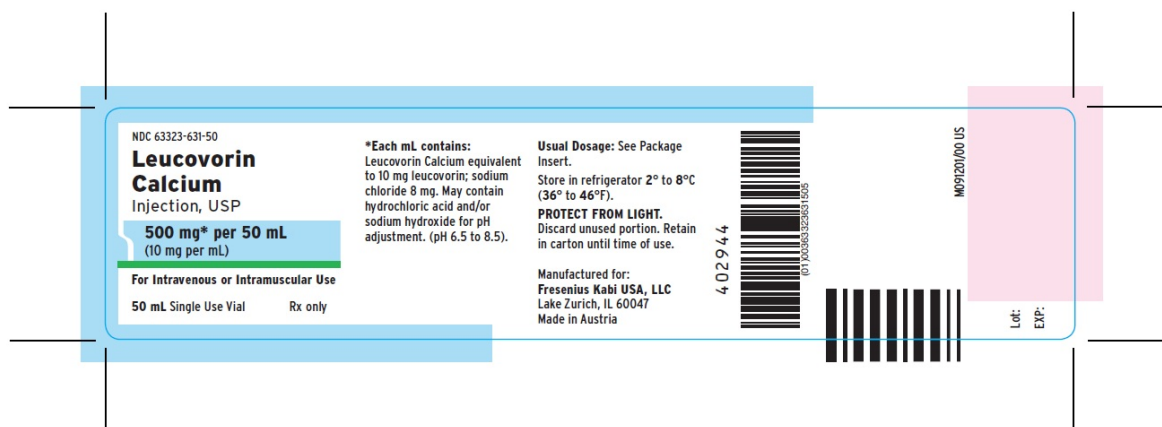 NDC 63323-631-50
Leucovorin
Calcium
Injection, USP
500 mg* per 50 mL
(10 mg per mL)
For Intravenous or Intramuscular Use
50 mL Single Use Vial Rx only
*Each mL contains:
Leucovorin Calcium equivalent
to 10 mg leucovorin; sodium
chloride 8 mg. May contain
hydrochloric acid and/or
sodium hydroxide for pH
adjustment. (pH 6.5 to 8.5).
Usual Dosage: See Package
Insert.
Store in refrigerator 2° to 8°C
(36° to 46°F).
PROTECT FROM LIGHT.
Discard unused portion. Retain
in carton until time of use.
Manufactured for:
Fresenius Kabi USA, LLC
Lake Zurich, IL 60047
Made in Austria
402944
(01)00363323631505
M091201/00 US
Lot:
EXP: